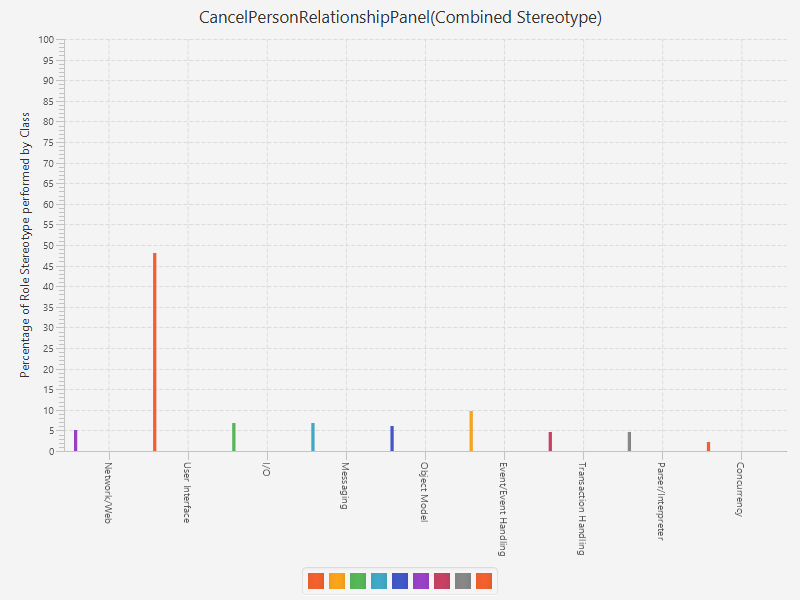 CancelPersonRelationshipPanel(Combined Stereotype)
Percentage of Role Stereotype performed by Class
100
95
90
85
80
75
70
65
60
55
50
45
40
35
30
25
20
15
10
5
0
Network/Web
User Interface
I/O
Messaging
Object Model
Event/Event Handling
Transaction Handling
Parser/Interpreter
Concurrency